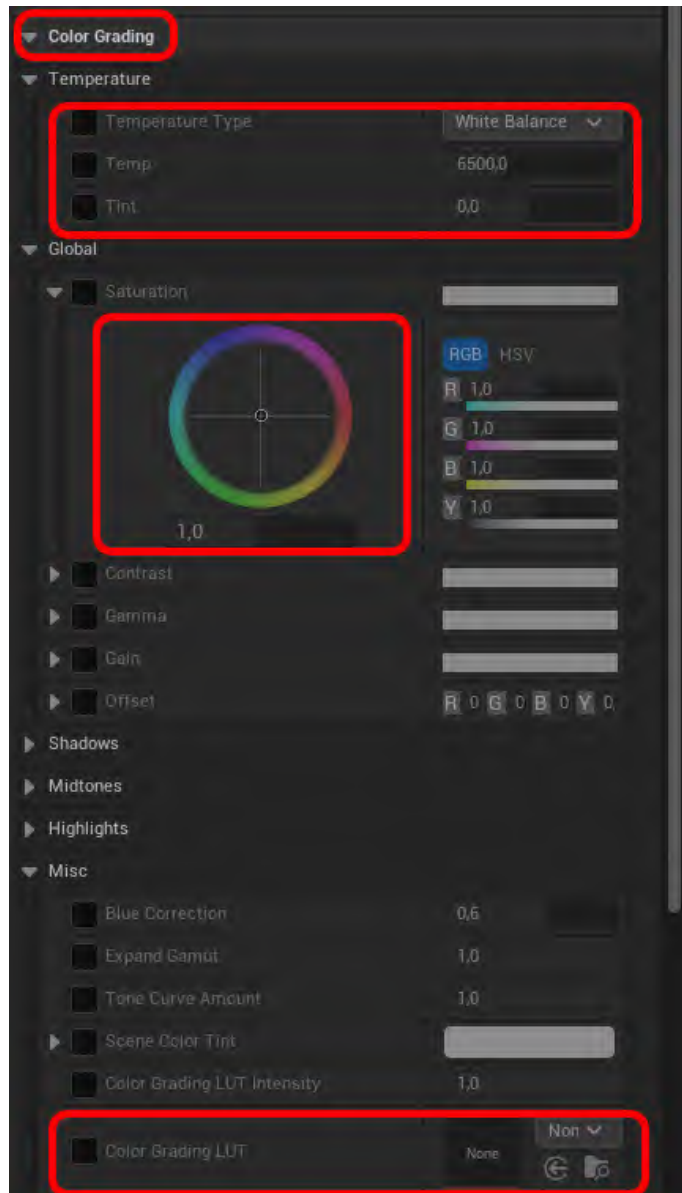 Color Grading
Temperature
Temperature Type White Balance
Temp 6500,0
Tint 0,0
Global
Saturation
RGB HSV
R 1,0
G 1,0
B 1,0
Y 1,0
1,0
Contrast
Gamma
Gain
Offset R 0 G 0 B 0 Y 0,
Shadows
Midtones
Highlights
Misc
Blue Correction 0,6
Expand Gamut 1,0
Tone Curve Amount 1,0
Scene Color Tint
Color Grading LUT Intensity 1,0
Non
Color Grading LUT None